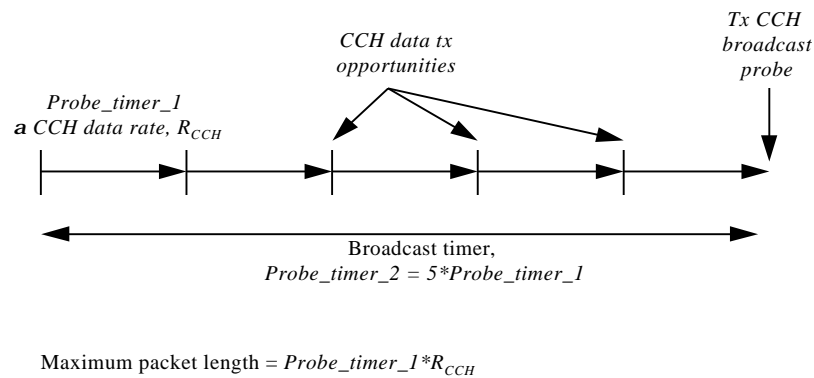 Tx CCH
broadcast
probe
CCH data tx
opportunities
Probe_timer_1
a CCH data rate, R_CCH
Broadcast timer,
Probe_timer_2 = 5*Probe_timer_1
Maximum packet length = Probe_timer_1*R_CCH